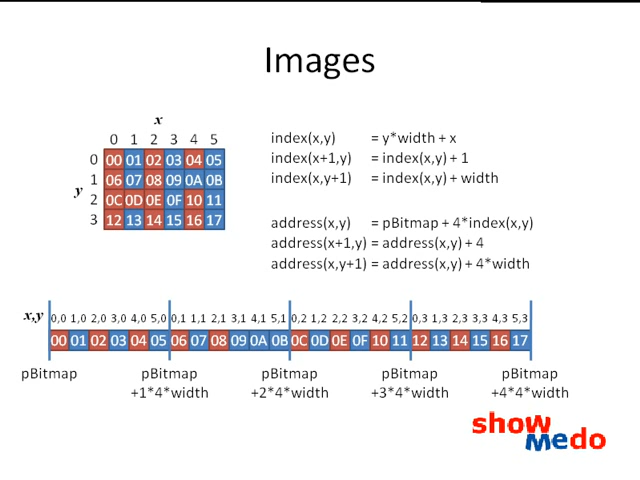 Images
x
0 1 2 3 4 5
0 00 01 02 03 04 05
1 06 07 08 09 0A 0B
y
2 0C 0D 0E 0F 10 11
3 12 13 14 15 16 17
index(x,y) = y*width + x
index(x+1,y) = index(x,y) + 1
index(x,y+1) = index(x,y) + width
address(x,y) = pBitmap + 4*index(x,y)
address(x+1,y) = address(x,y) + 4
address(x,y+1) = address(x,y) + 4*width
x,y 0,0 1,0 2,0 3,0 4,0 5,0 0,1 1,1 2,1 3,1 4,1 5,1 0,2 1,2 2,2 3,2 4,2 5,2 0,3 1,3 2,3 3,3 4,3 5,3
00 01 02 03 04 05 06 07 08 09 0A 0B 0C 0D 0E 0F 10 11 12 13 14 15 16 17
pBitmap pBitmap pBitmap pBitmap pBitmap
+1*4*width +2*4*width +3*4*width +4*4*width
show
medo